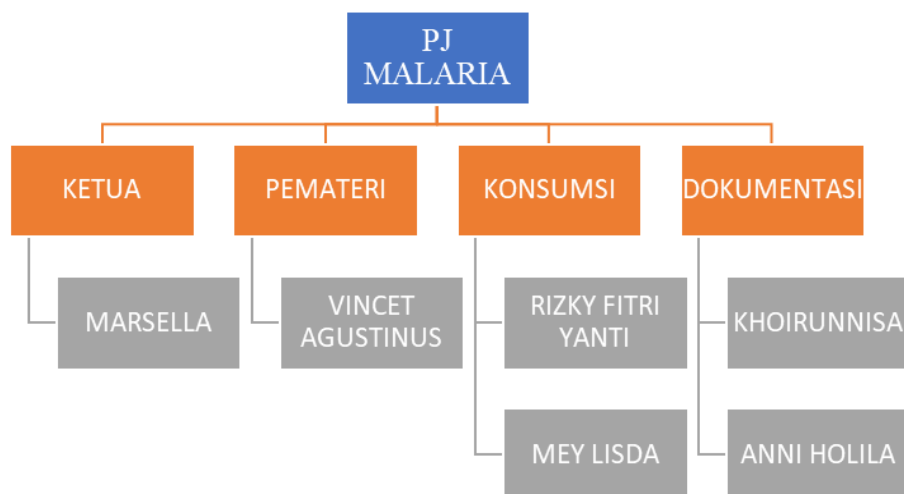 PJ
MALARIA
KETUA
PEMATERI
KONSUMSI
DOKUMENTASI
MARSELLA
VINCET
AGUSTINUS
RIZKY FITRI
YANTI
KHOIRUNNISA
MEY LISDA
ANNI HOLILA